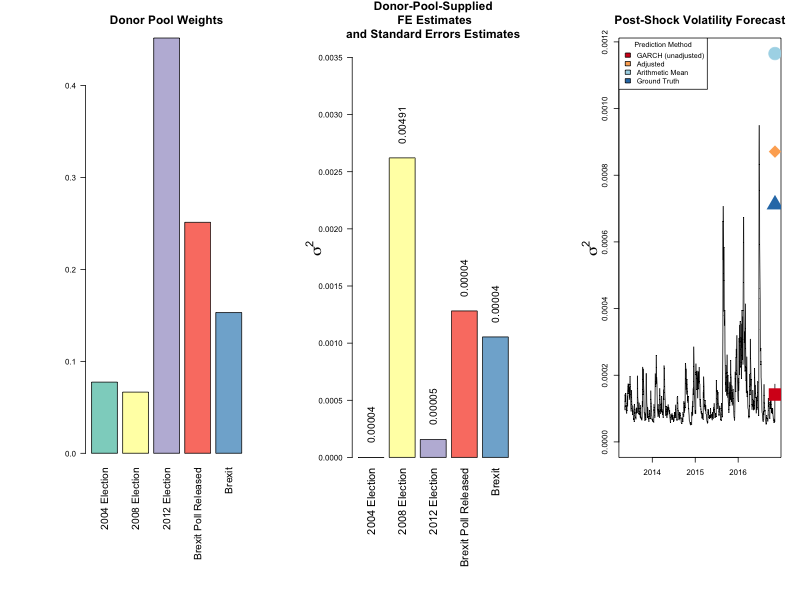 Donor Pool Weights
0.0
0.1
0.2
0.3
0.4
2004 Election
2008 Election
2012 Election
Brexit Poll Released
Brexit
Donor-Pool-Supplied
FE Estimates
and Standard Errors Estimates
σ²
0.0000
0.0005
0.0010
0.0015
0.0020
0.0025
0.0030
0.0035
0.00004
0.00491
0.00005
0.00004
0.00004
2004 Election
2008 Election
2012 Election
Brexit Poll Released
Brexit
Post-Shock Volatility Forecast
σ²
0.0000
0.0002
0.0004
0.0006
0.0008
0.0010
0.0012
Prediction Method
GARCH (unadjusted)
Adjusted
Arithmetic Mean
Ground Truth
2014
2015
2016